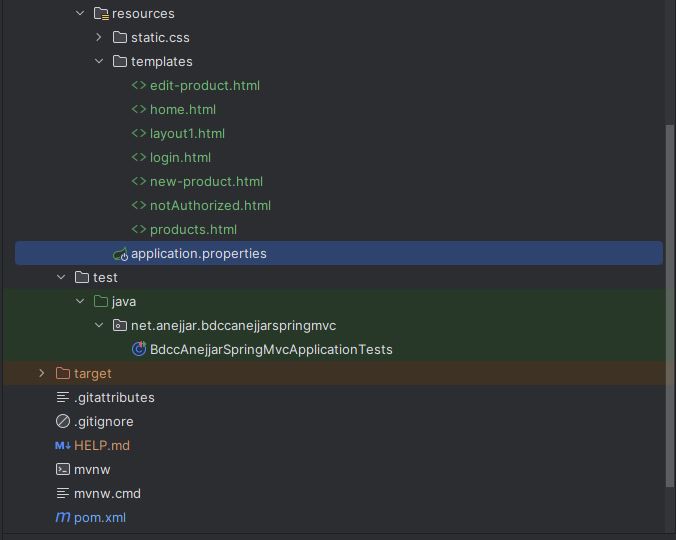 resources
static.css
templates
<> edit-product.html
<> home.html
<> layout1.html
<> login.html
<> new-product.html
<> notAuthorized.html
<> products.html
application.properties
test
java
net.anejjar.bdccanejjarspringmvc
BdccAnejjarSpringMvcApplicationTests
target
.gitattributes
.gitignore
M↓ HELP.md
mvnw
mvnw.cmd
m pom.xml